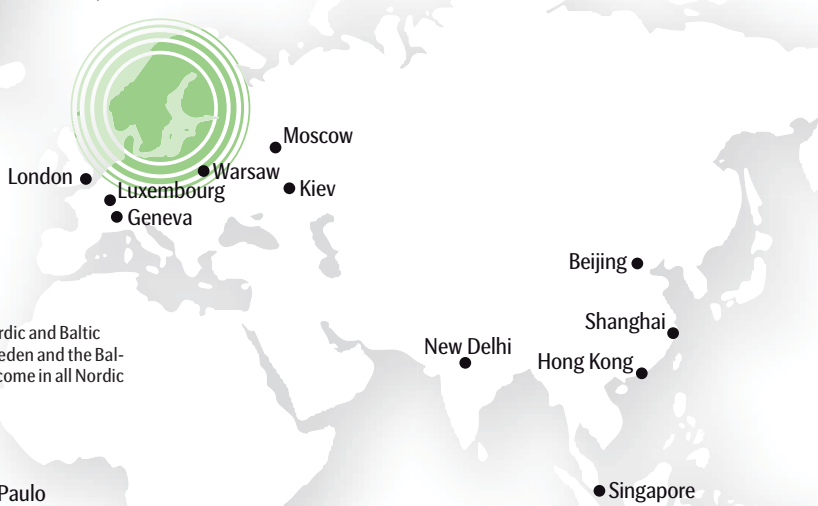 Moscow
Warsaw
London
Luxembourg
Kiev
Geneva
Beijing
Shanghai
rdic and Baltic
eden and the Bal-
come in all Nordic
New Delhi
Hong Kong
Paulo
Singapore